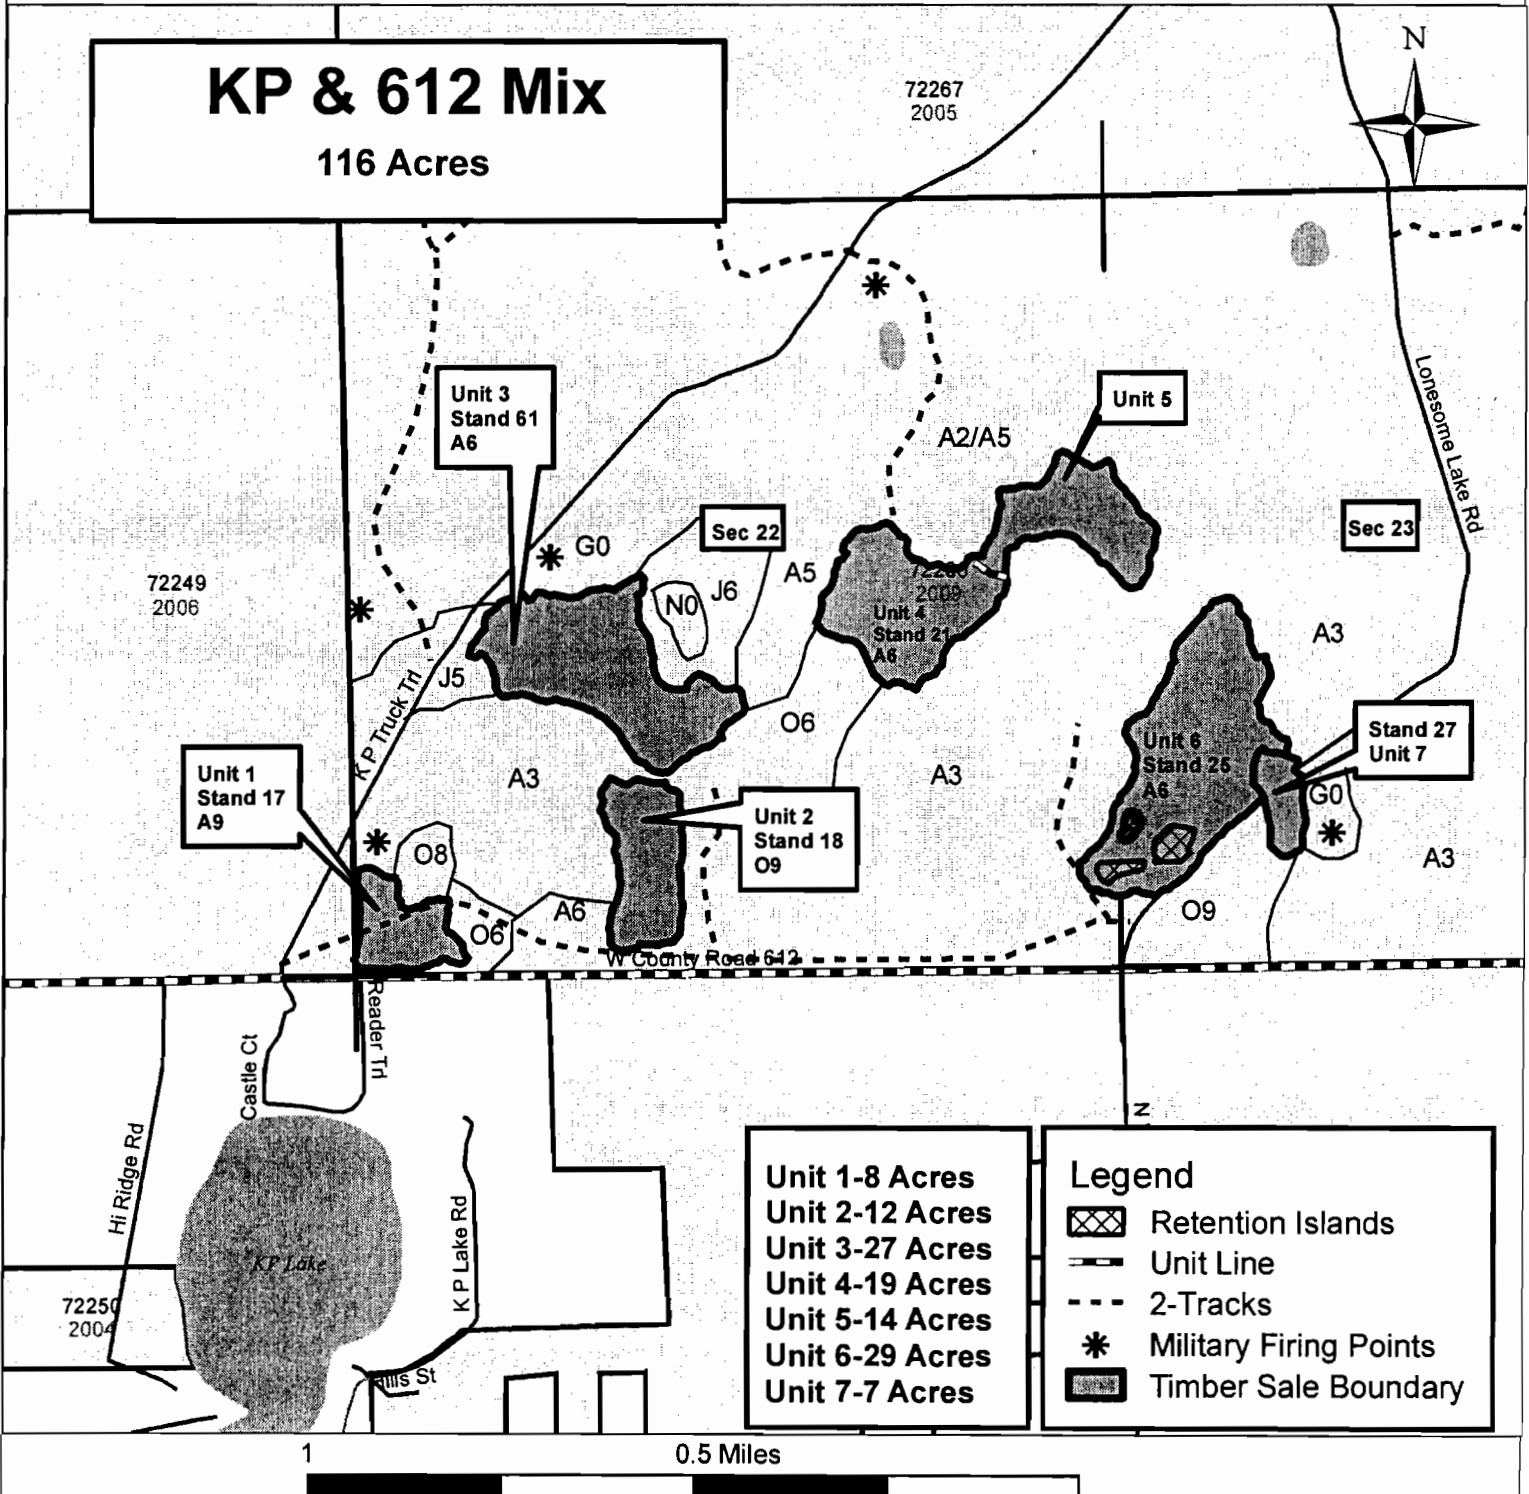 KP & 612 Mix
116 Acres
72267
2005
N
Lonesome Lake Rd
Unit 3
Stand 61
A6
Unit 5
A2/A5
Sec 22
Sec 23
G0
A5
J6
N0
72249
2006
2009
Unit 4
Stand 21
A6
A3
J5
K P Truck Trl
O6
Unit 6
Stand 25
A6
Stand 27
Unit 7
Unit 1
Stand 17
A9
A3
A3
G0
Unit 2
Stand 18
O9
O8
A3
A6
O6
O9
W County Road 612
Reader Trl
Castle Ct
Hi Ridge Rd
K P Lake Rd
KP Lake
N
72250
2004
Unit 1-8 Acres
Unit 2-12 Acres
Unit 3-27 Acres
Unit 4-19 Acres
Unit 5-14 Acres
Unit 6-29 Acres
Unit 7-7 Acres
Legend
Retention Islands
Unit Line
2-Tracks
Military Firing Points
Timber Sale Boundary
St
1
0.5 Miles